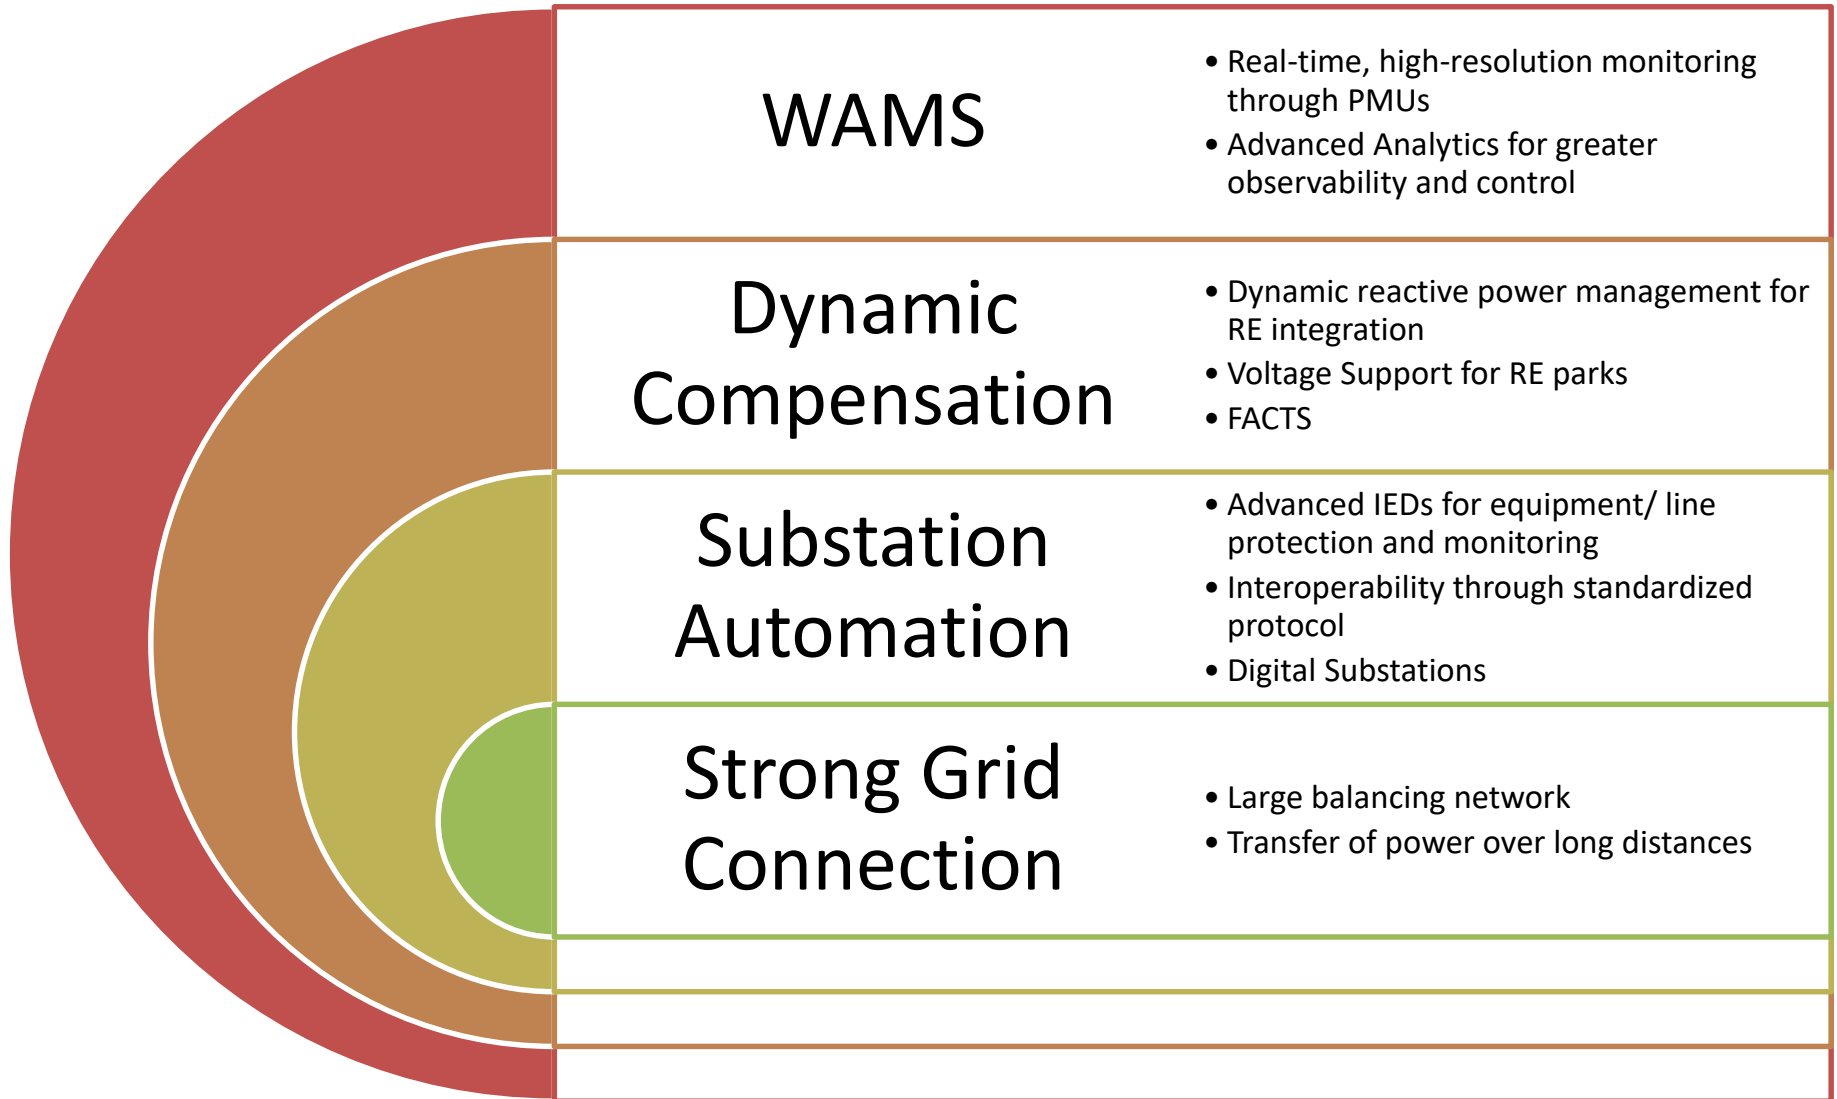 WAMS
• Real-time, high-resolution monitoring
through PMUs
• Advanced Analytics for greater
observability and control
Dynamic
Compensation
• Dynamic reactive power management for
RE integration
• Voltage Support for RE parks
• FACTS
Substation
Automation
• Advanced IEDs for equipment/ line
protection and monitoring
• Interoperability through standardized
protocol
• Digital Substations
Strong Grid
Connection
• Large balancing network
• Transfer of power over long distances